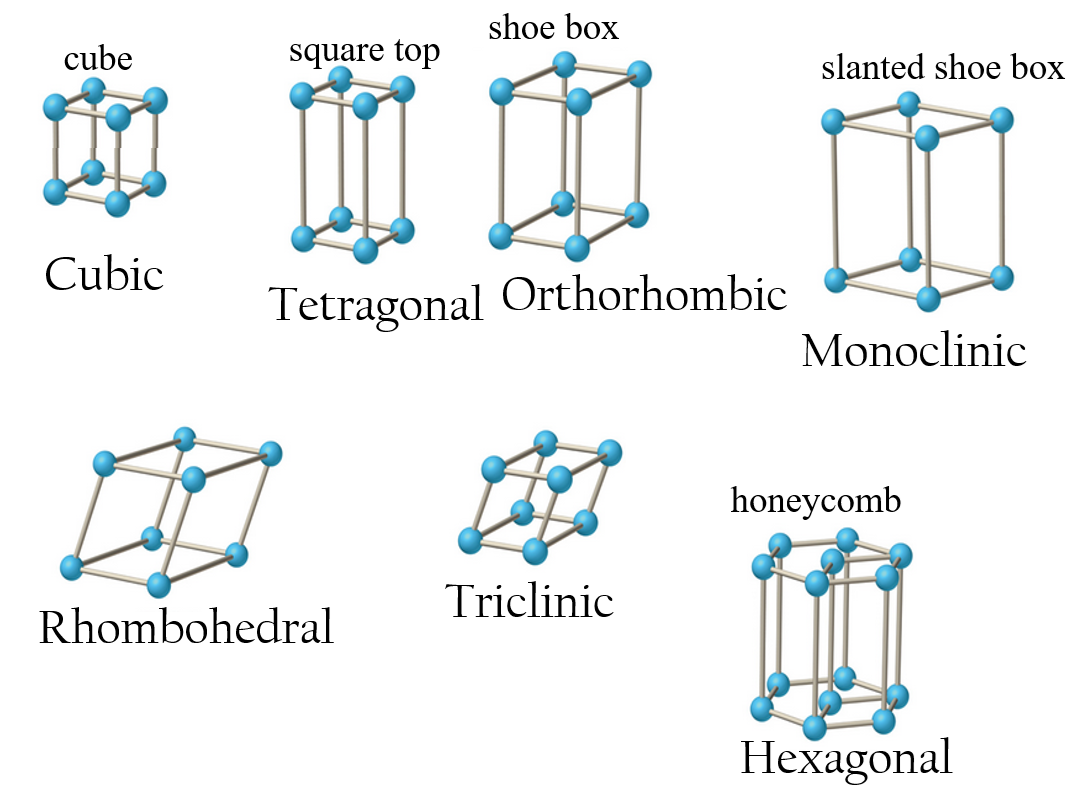 cube
square top
shoe box
slanted shoe box
Cubic
Tetragonal
Orthorhombic
Monoclinic
honeycomb
Rhombohedral
Triclinic
Hexagonal